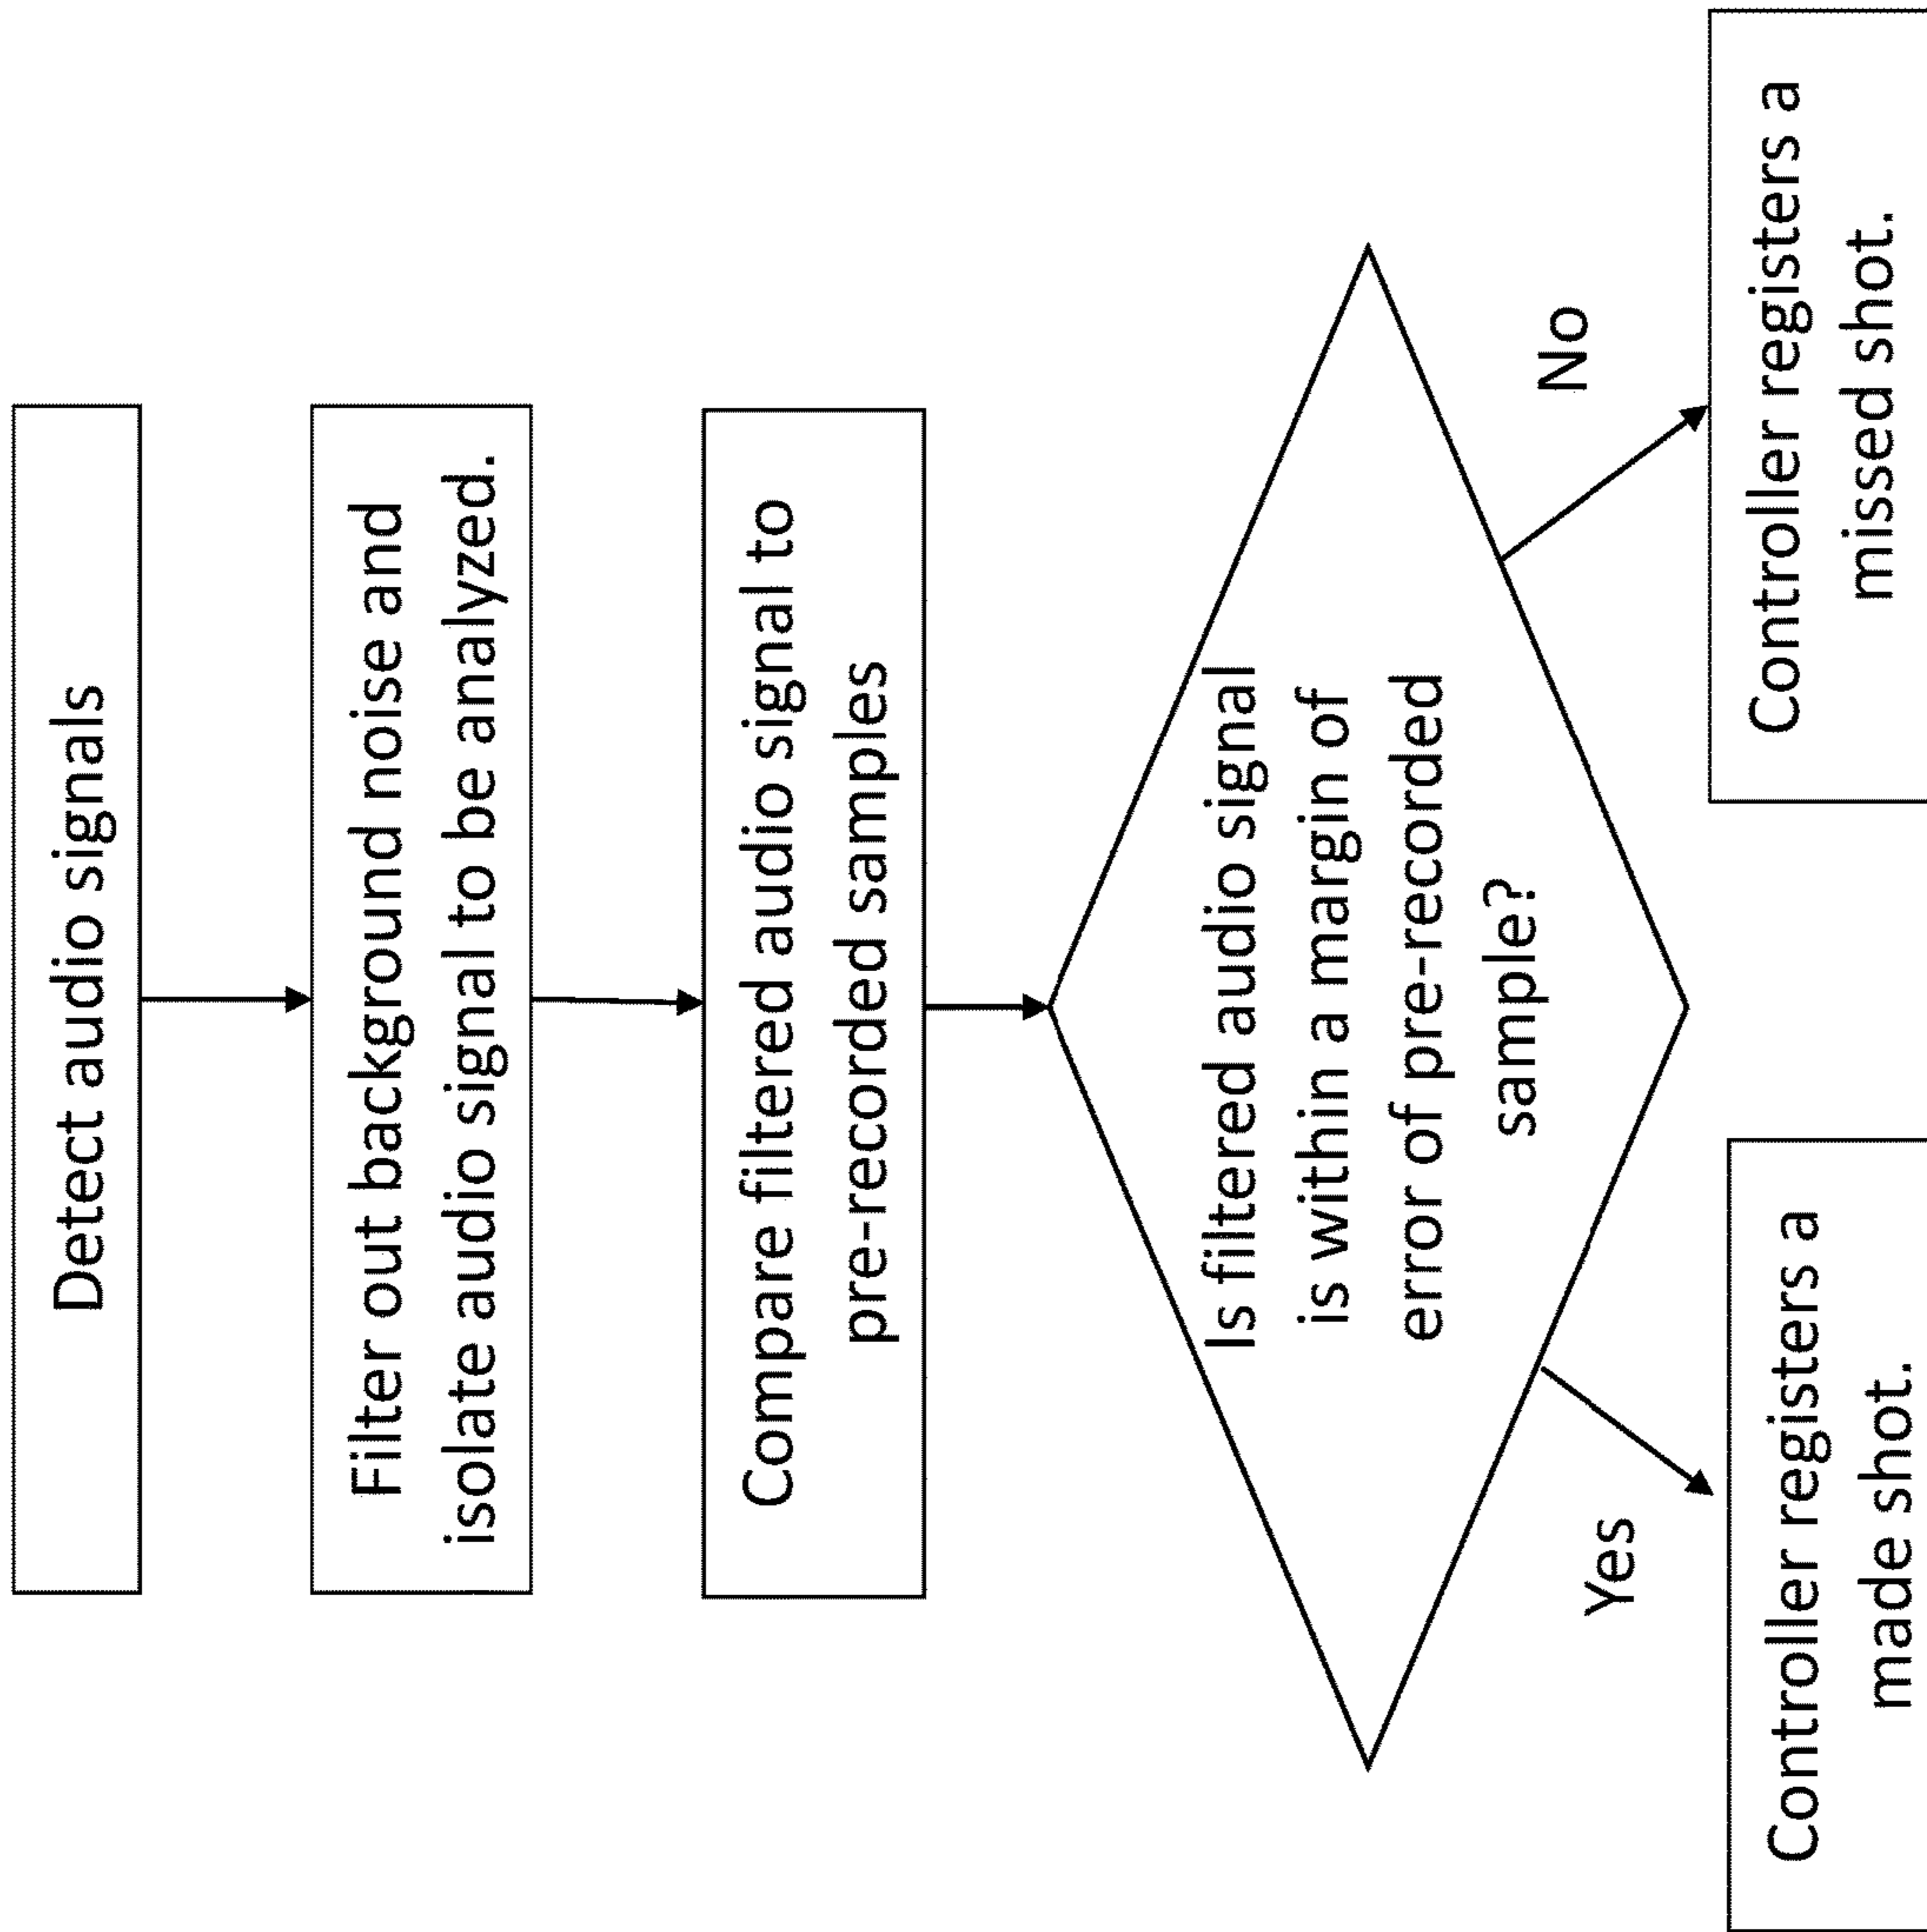 Detect audio signals
Filter out background noise and
isolate audio signal to be analyzed.
Compare filtered audio signal to
pre-recorded samples
Is filtered audio signal
is within a margin of
error of pre-recorded
sample?
Yes
No
Controller registers a
made shot.
Controller registers a
missed shot.